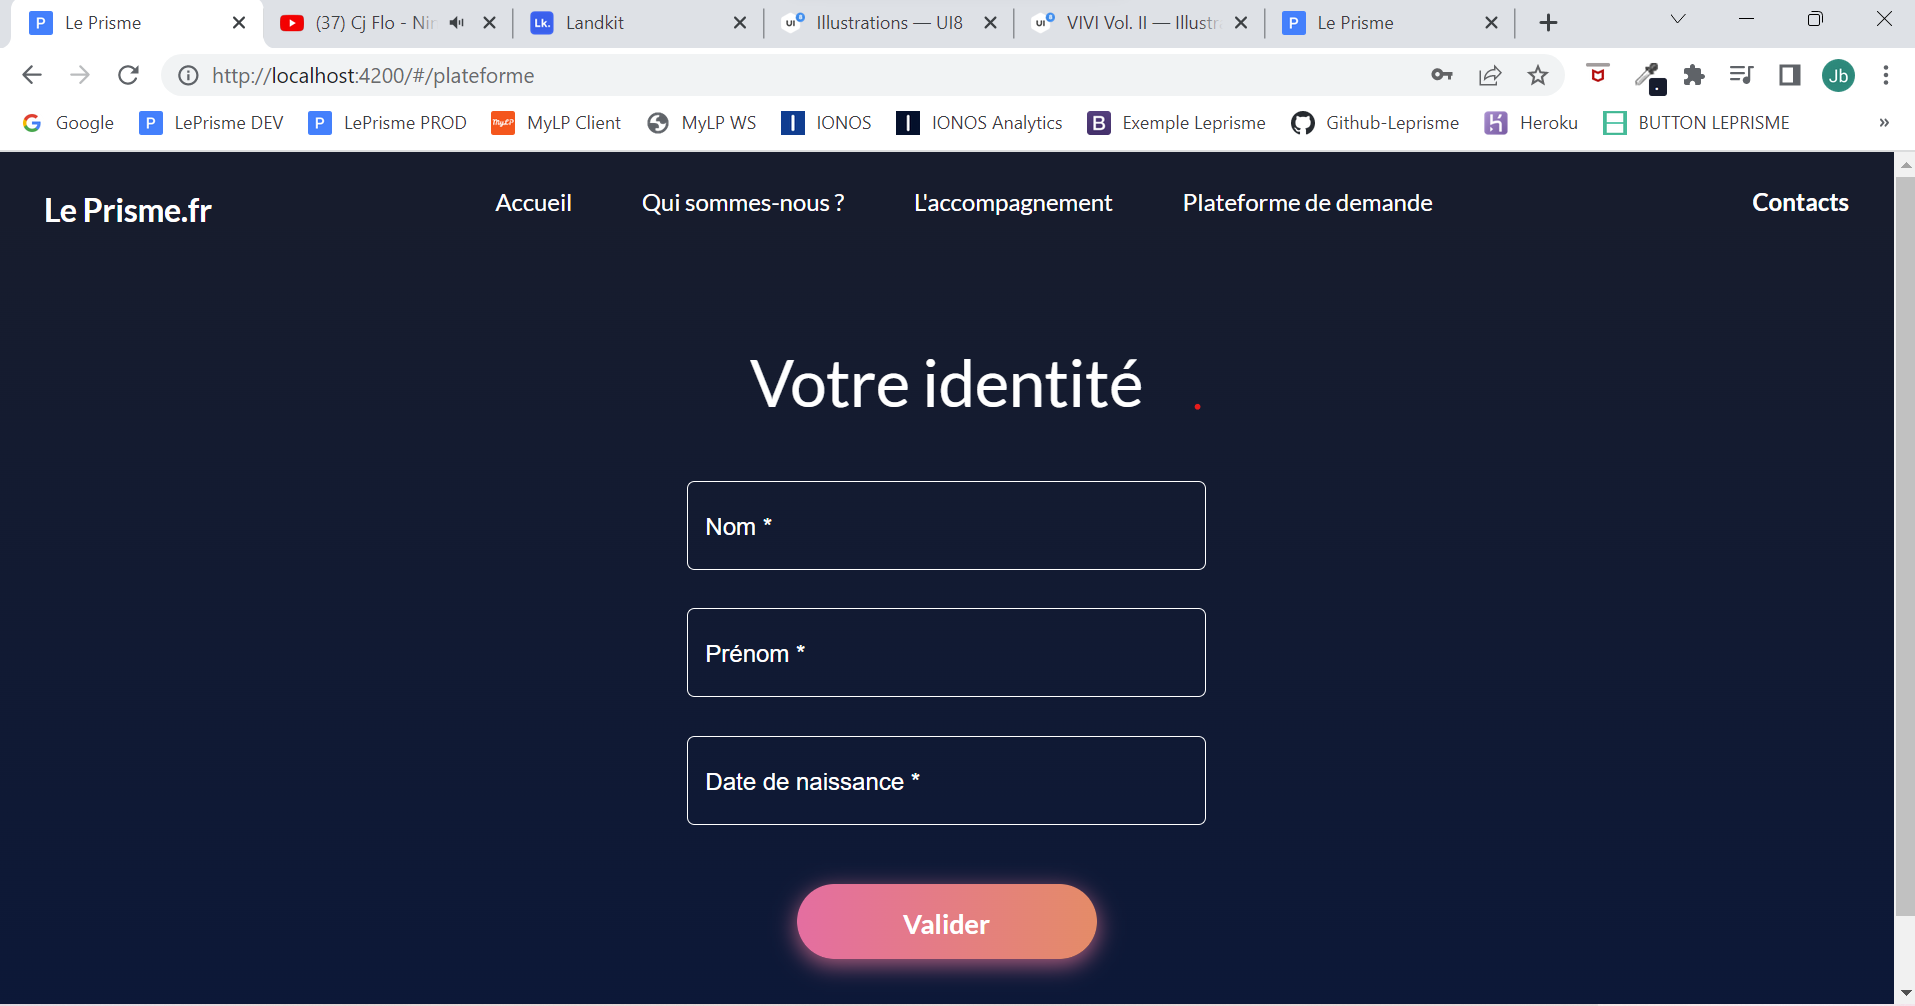 Le Prisme
(37) Cj Flo - Nir
Landkit
Illustrations — UI8
VIVI Vol. II — Illustr
Le Prisme
http://localhost:4200/#/plateforme
Jb
Google
LePrisme DEV
LePrisme PROD
MyLP Client
MyLP WS
IONOS
IONOS Analytics
Exemple Leprisme
Github-Leprisme
Heroku
BUTTON LEPRISME
»
Le Prisme.fr
Accueil
Qui sommes-nous ?
L'accompagnement
Plateforme de demande
Contacts
Votre identité
Nom *
Prénom *
Date de naissance *
Valider